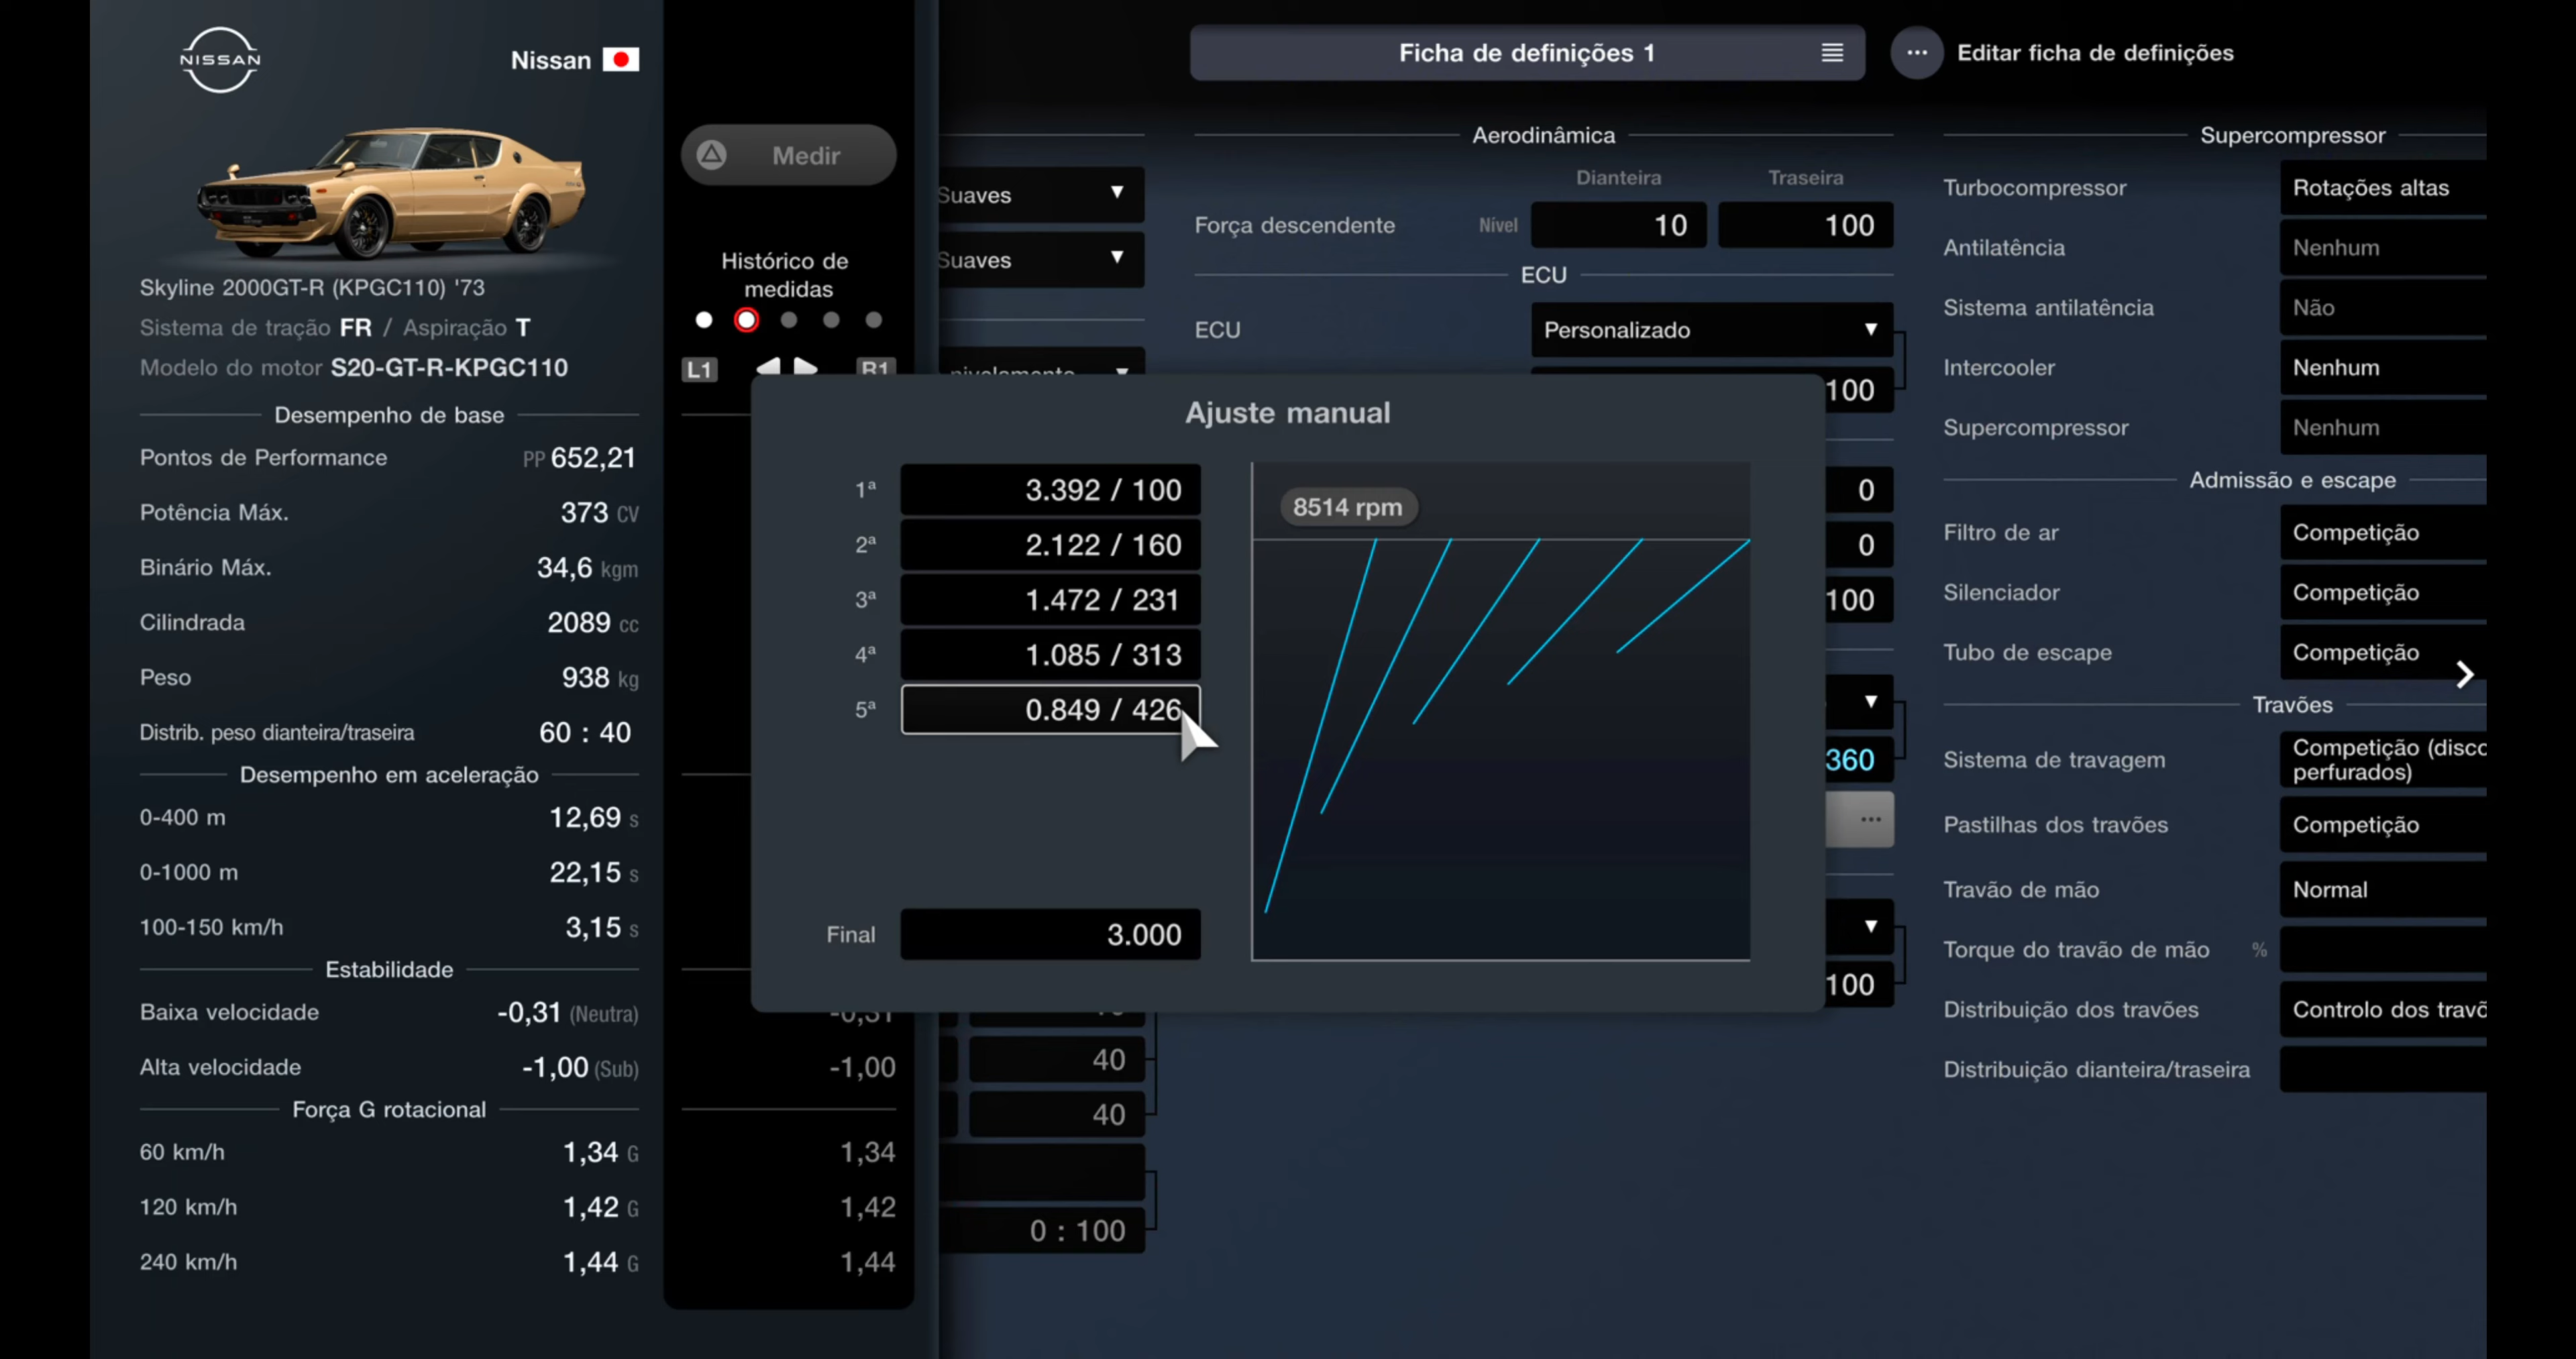 NISSAN
Nissan
Skyline 2000GT-R (KPGC110) '73
Sistema de tração FR / Aspiração T
Modelo do motor S20-GT-R-KPGC110
Desempenho de base
Pontos de Performance PP 652,21
Potência Máx. 373 CV
Binário Máx. 34,6 kgm
Cilindrada 2089 cc
Peso 938 kg
Distrib. peso dianteira/traseira 60 : 40
Desempenho em aceleração
0-400 m 12,69 s
0-1000 m 22,15 s
100-150 km/h 3,15 s
Estabilidade
Baixa velocidade -0,31 (Neutra)
Alta velocidade -1,00 (Sub)
Força G rotacional
60 km/h 1,34 G
120 km/h 1,42 G
240 km/h 1,44 G
Medir
Histórico de
medidas
L1 R1
-0,31
-1,00
1,34
1,42
1,44
Ficha de definições 1
Editar ficha de definições
Suaves
Suaves
nivelamento
40
40
0 : 100
Aerodinâmica
Dianteira Traseira
Força descendente Nível 10 100
ECU
ECU Personalizado
100
0
0
100
360
...
100
Ajuste manual
1ª 3.392 / 100
2ª 2.122 / 160
3ª 1.472 / 231
4ª 1.085 / 313
5ª 0.849 / 426
Final 3.000
8514 rpm
Supercompressor
Turbocompressor Rotações altas
Antilatência Nenhum
Sistema antilatência Não
Intercooler Nenhum
Supercompressor Nenhum
Admissão e escape
Filtro de ar Competição
Silenciador Competição
Tubo de escape Competição
Travões
Sistema de travagem Competição (disco
perfurados)
Pastilhas dos travões Competição
Travão de mão Normal
Torque do travão de mão %
Distribuição dos travões Controlo dos travõ
Distribuição dianteira/traseira